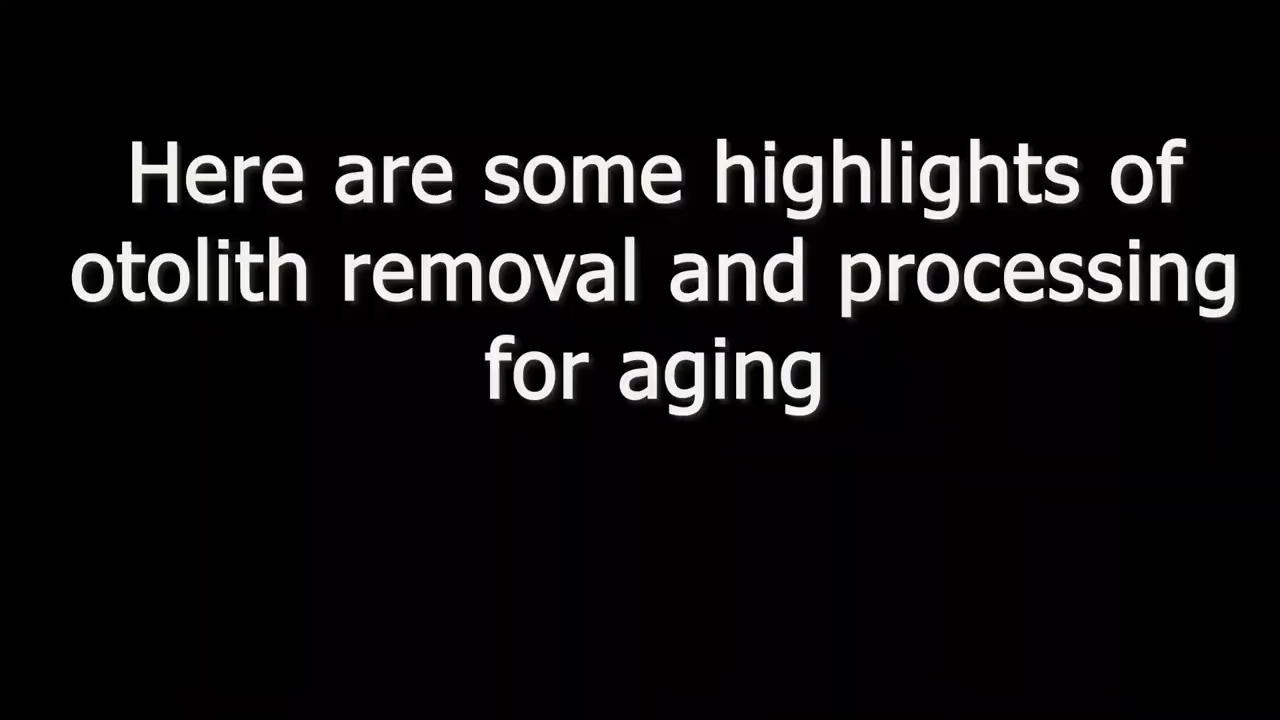 Here are some highlights of
otolith removal and processing
for aging